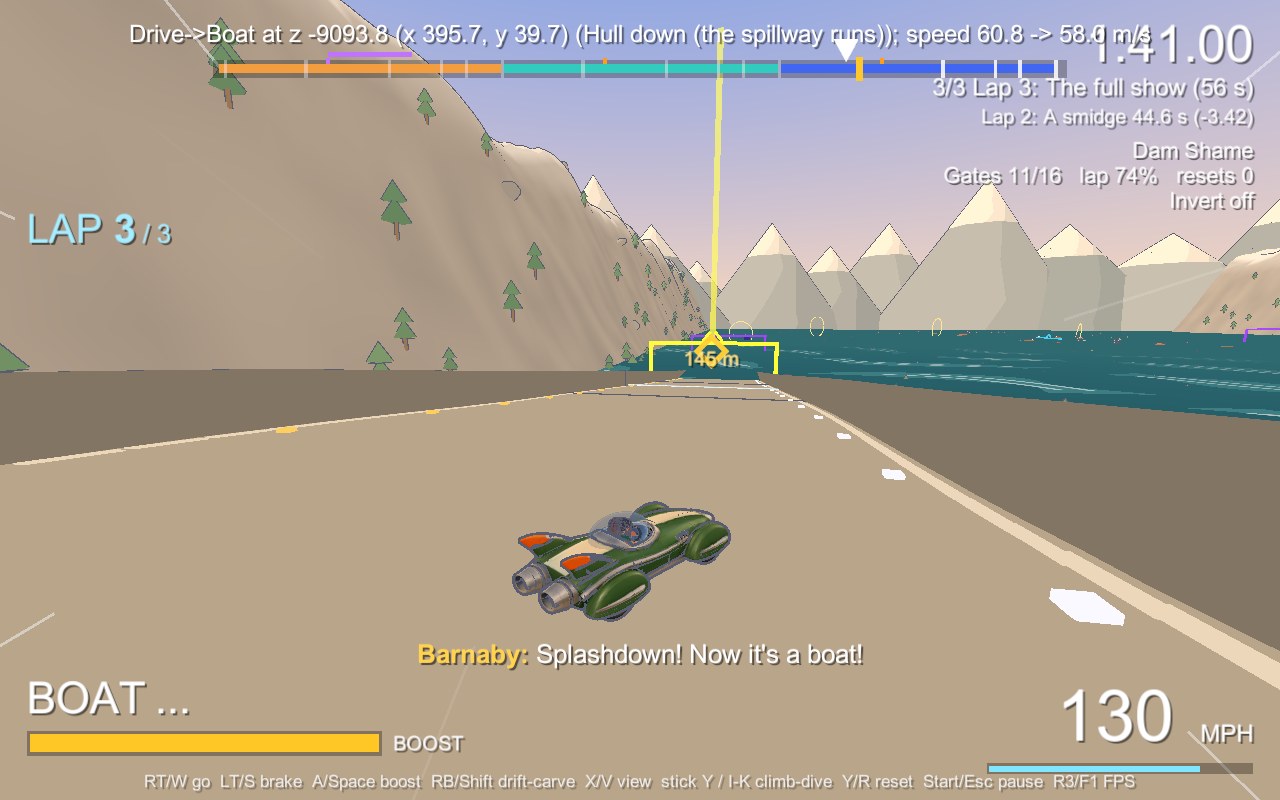 Drive->Boat at z -9093.8 (x 395.7, y 39.7) (Hull down (the spillway runs)); speed 60.8 -> 58.0 m/s
1:41.00
3/3 Lap 3: The full show (56 s)
Lap 2: A smidge 44.6 s (-3.42)
Dam Shame
Gates 11/16 lap 74% resets 0
Invert off
LAP 3 / 3
145 m
Barnaby: Splashdown! Now it's a boat!
BOAT ...
BOOST
130 MPH
RT/W go LT/S brake A/Space boost RB/Shift drift-carve X/V view stick Y / I-K climb-dive Y/R reset Start/Esc pause R3/F1 FPS